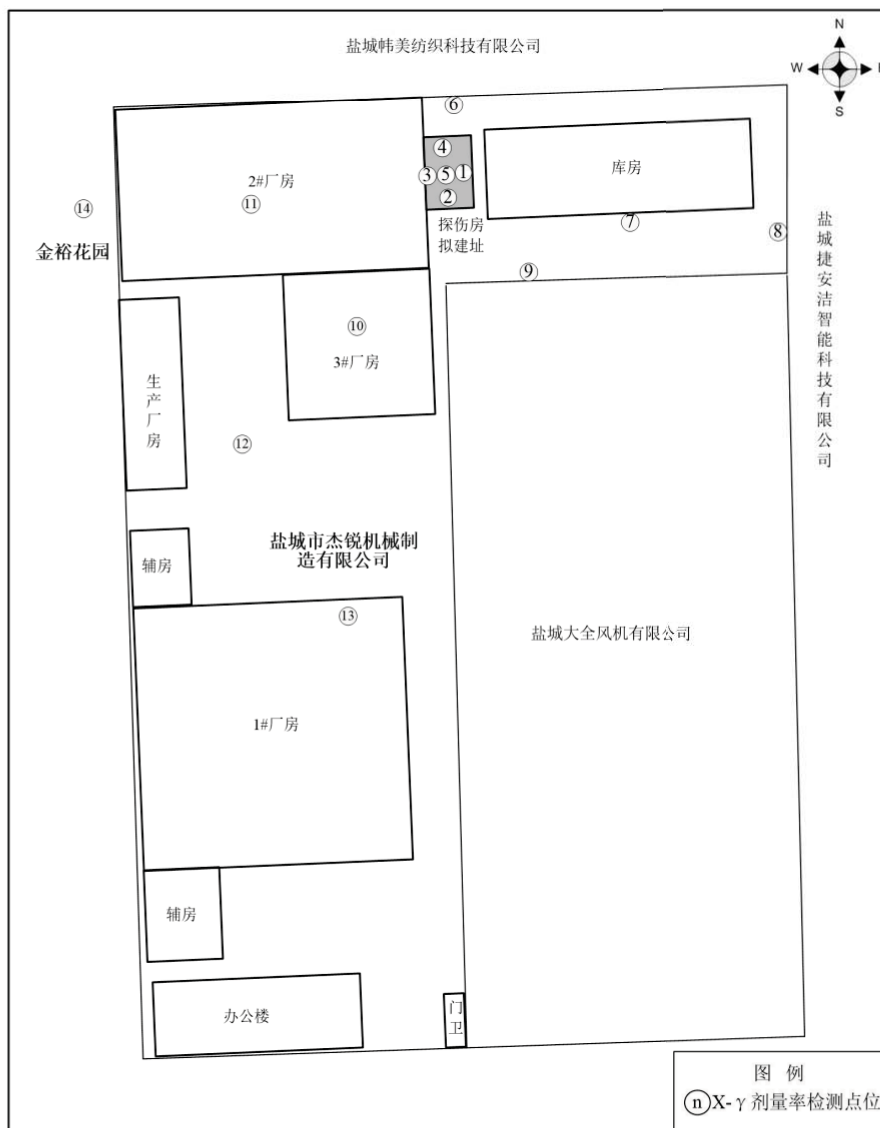 盐城帏美纺织科技有限公司
N
W
S
⑥
④
③
⑤
①
②
2#厂房
⑪
库房
⑭
⑦
⑧
探伤房
拟建址
金裕花园
⑨
盐城捷安洁智能科技有限公司
⑩
3#厂房
生产厂房
⑫
盐城市杰锐机械制
造有限公司
辅房
⑬
盐城大全风机有限公司
1#厂房
辅房
办公楼
门卫
图 例
ⓝX-γ剂量率检测点位